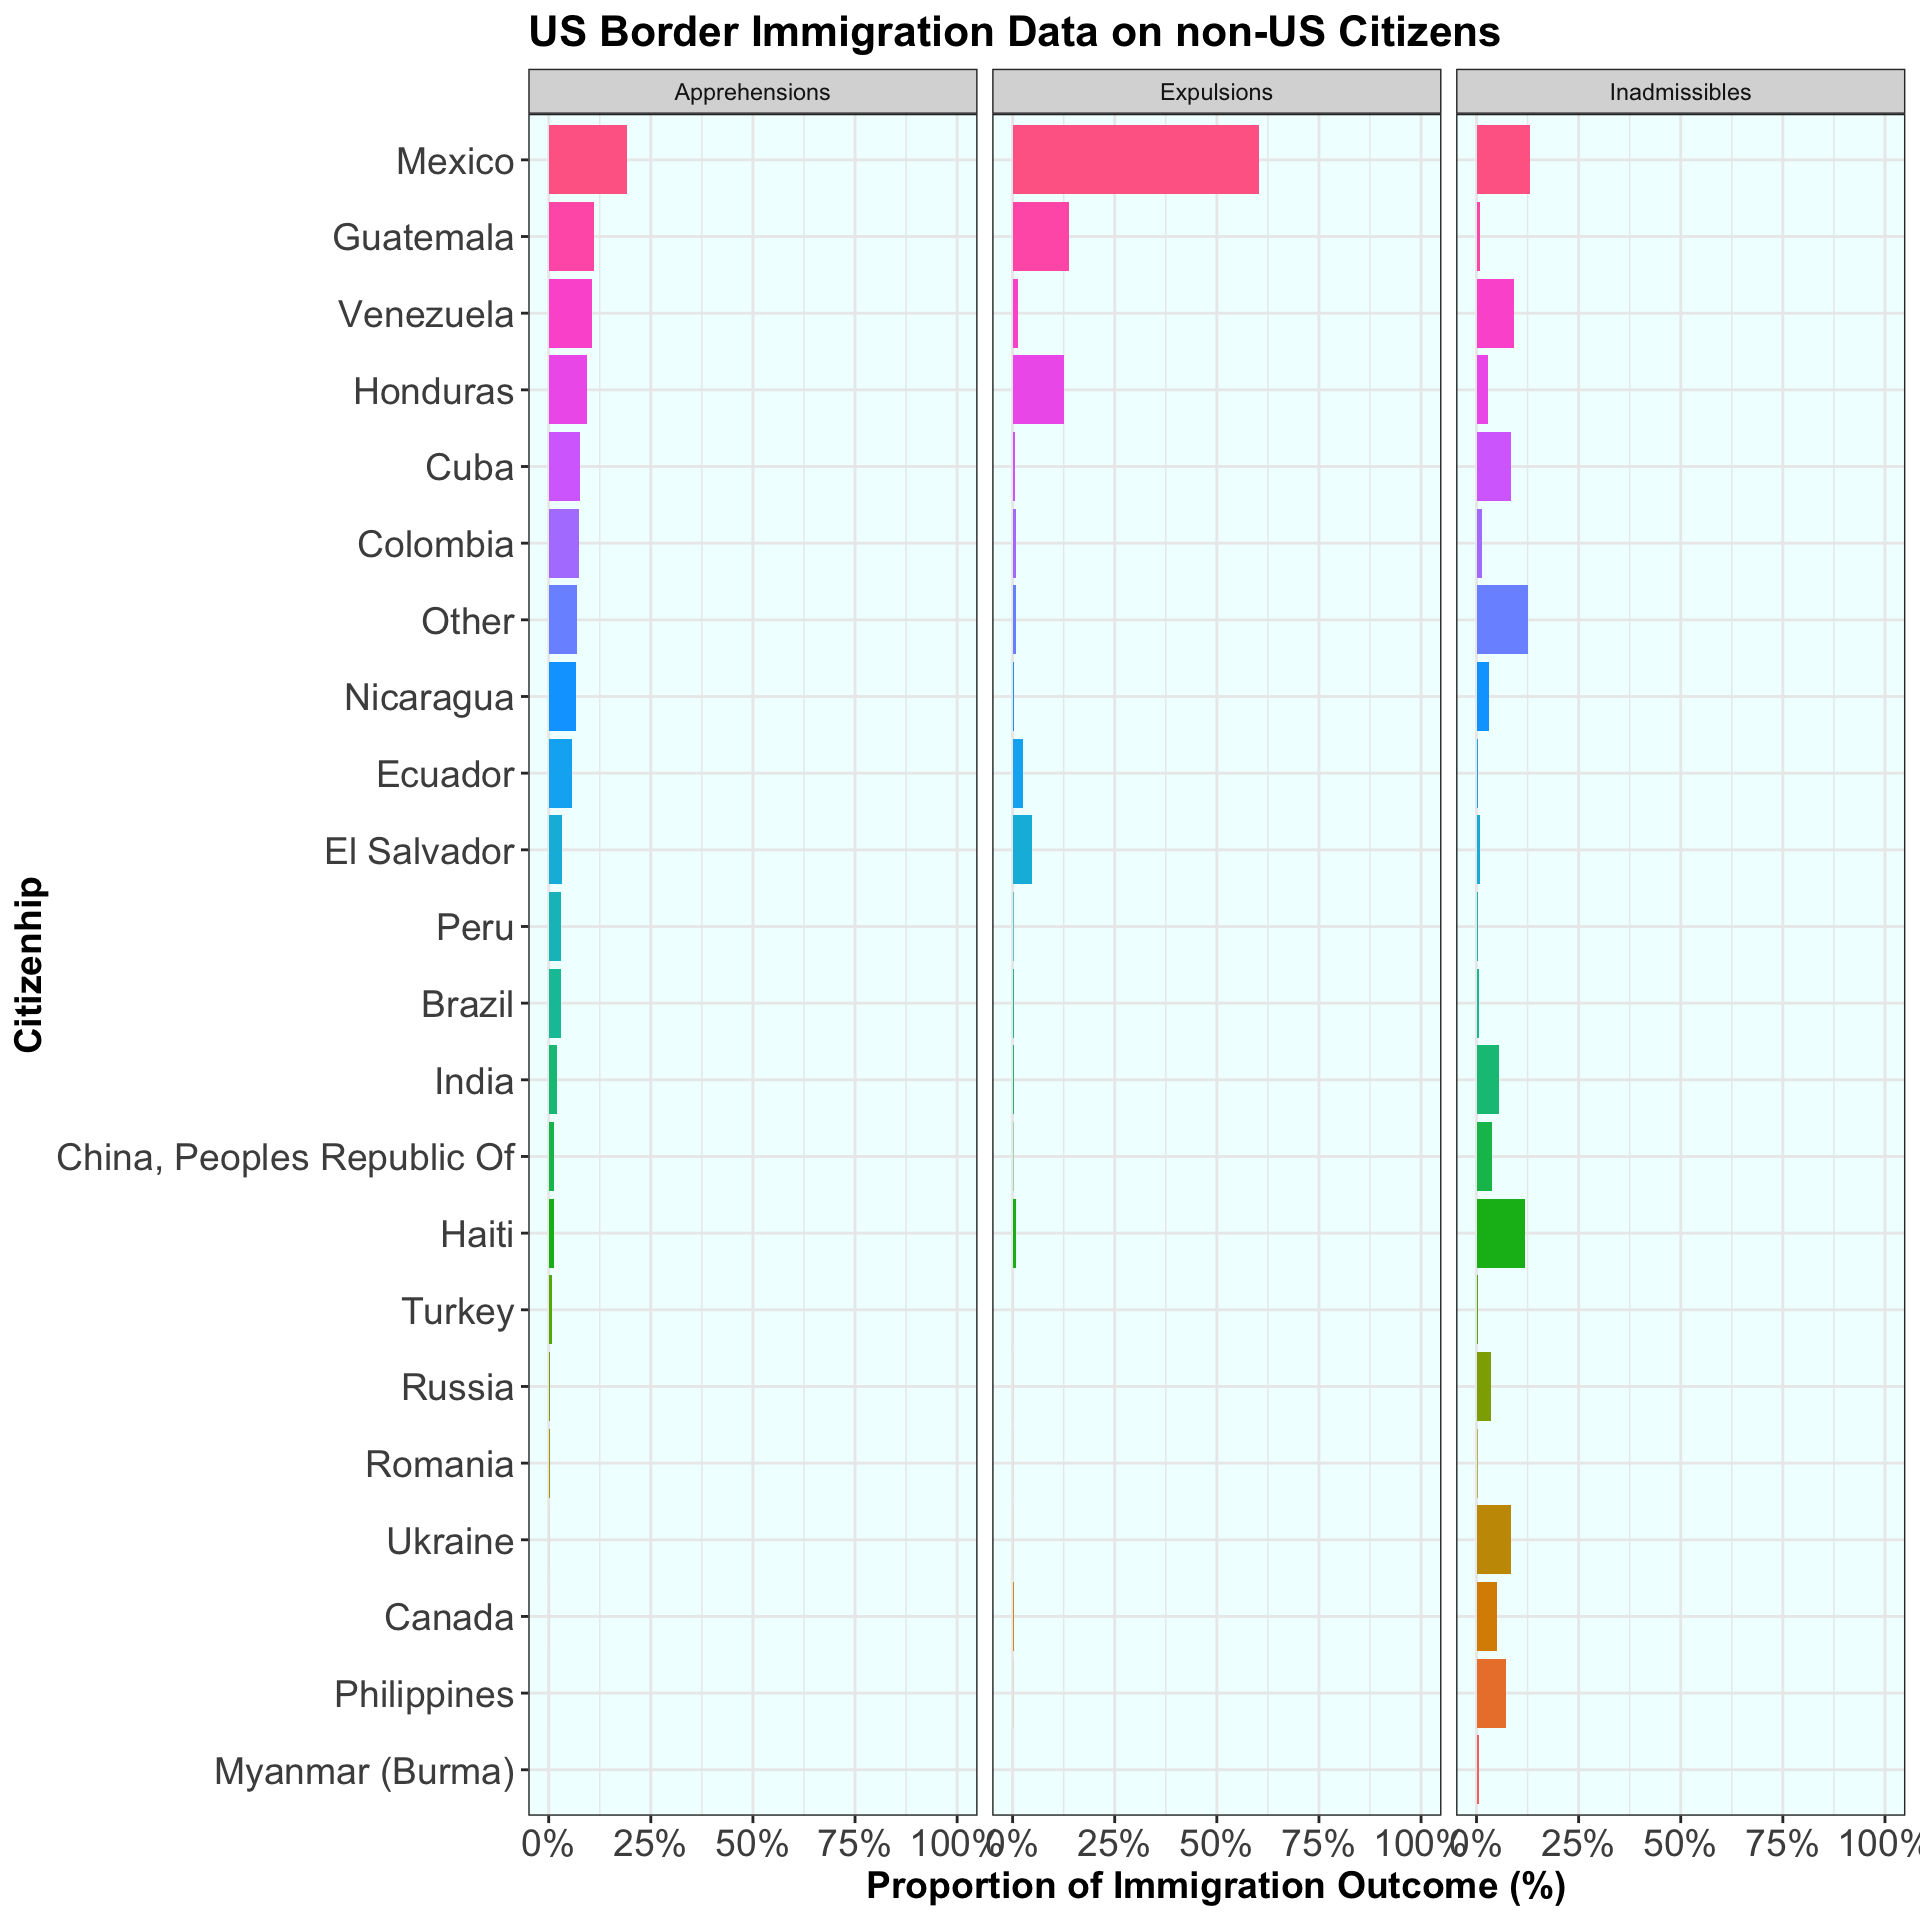 US Border Immigration Data on non-US Citizens
Apprehensions Expulsions Inadmissibles
Mexico
Guatemala
Venezuela
Honduras
Cuba
Colombia
Other
Nicaragua
Ecuador
El Salvador
Peru
Brazil
India
China, Peoples Republic Of
Haiti
Turkey
Russia
Romania
Ukraine
Canada
Philippines
Myanmar (Burma)
Citizenhip
0% 25% 50% 75% 100% 0% 25% 50% 75% 100% 0% 25% 50% 75% 100%
Proportion of Immigration Outcome (%)